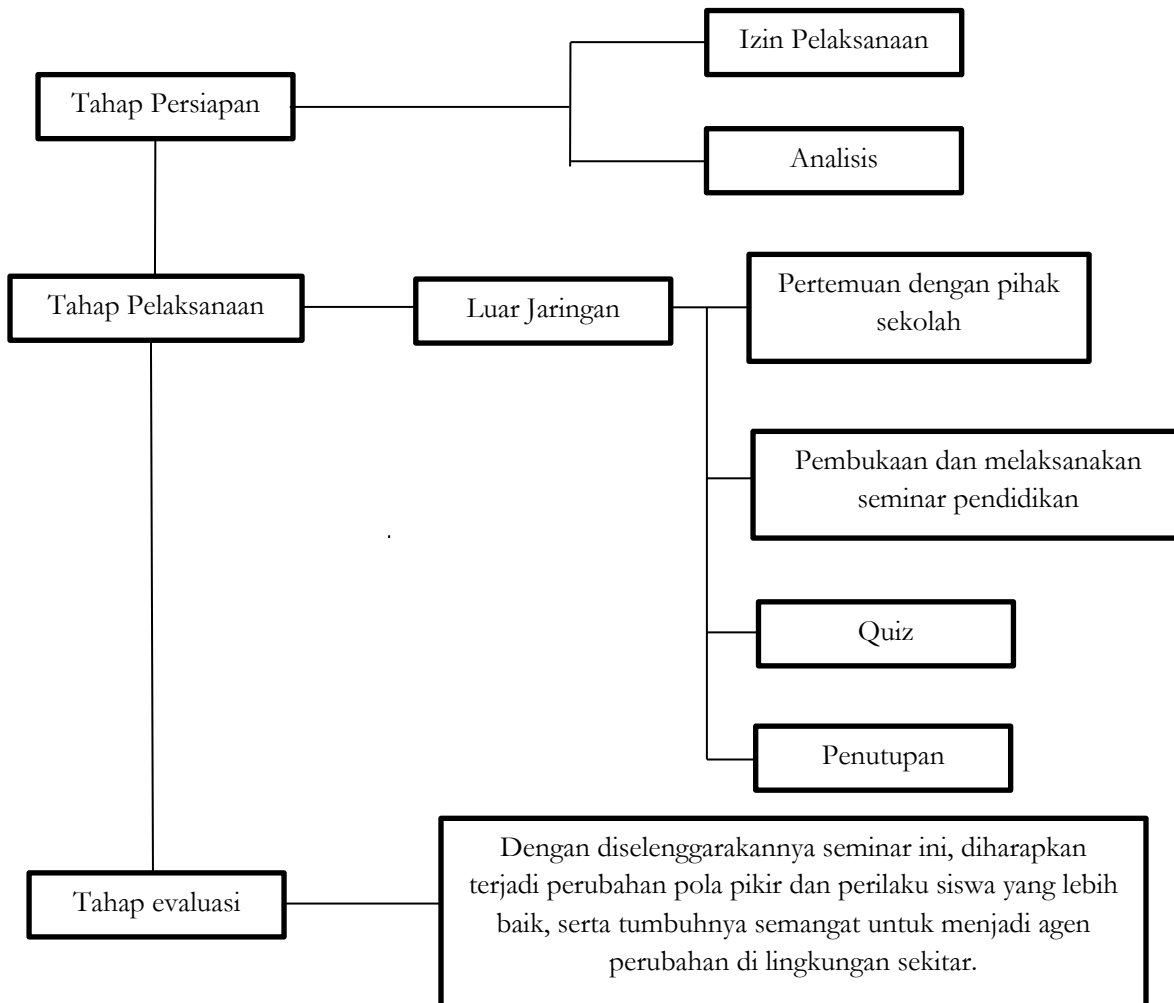 Izin Pelaksanaan
Tahap Persiapan
Analisis
Tahap Pelaksanaan
Luar Jaringan
Pertemuan dengan pihak
sekolah
Pembukaan dan melaksanakan
seminar pendidikan
Quiz
Penutupan
Tahap evaluasi
Dengan diselenggarakannya seminar ini, diharapkan
terjadi perubahan pola pikir dan perilaku siswa yang lebih
baik, serta tumbuhnya semangat untuk menjadi agen
perubahan di lingkungan sekitar.